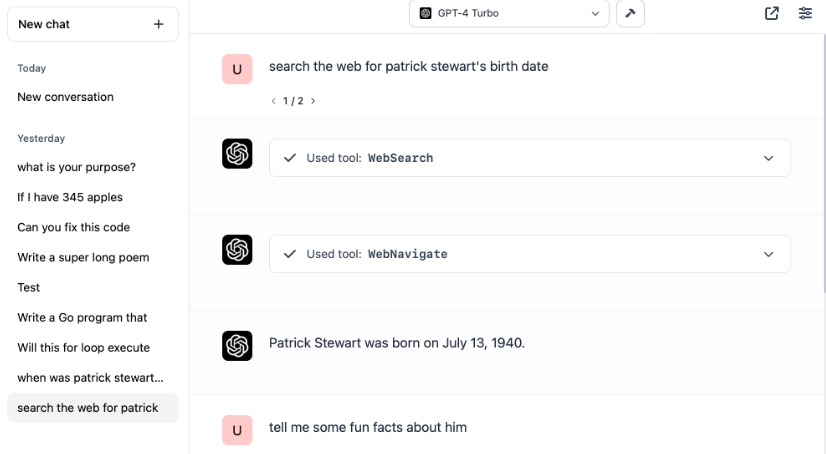 New chat
Today
New conversation
Yesterday
what is your purpose?
If I have 345 apples
Can you fix this code
Write a super long poem
Test
Write a Go program that
Will this for loop execute
when was patrick stewart...
search the web for patrick
GPT-4 Turbo
U
search the web for patrick stewart's birth date
1 / 2
Used tool: WebSearch
Used tool: WebNavigate
Patrick Stewart was born on July 13, 1940.
U
tell me some fun facts about him